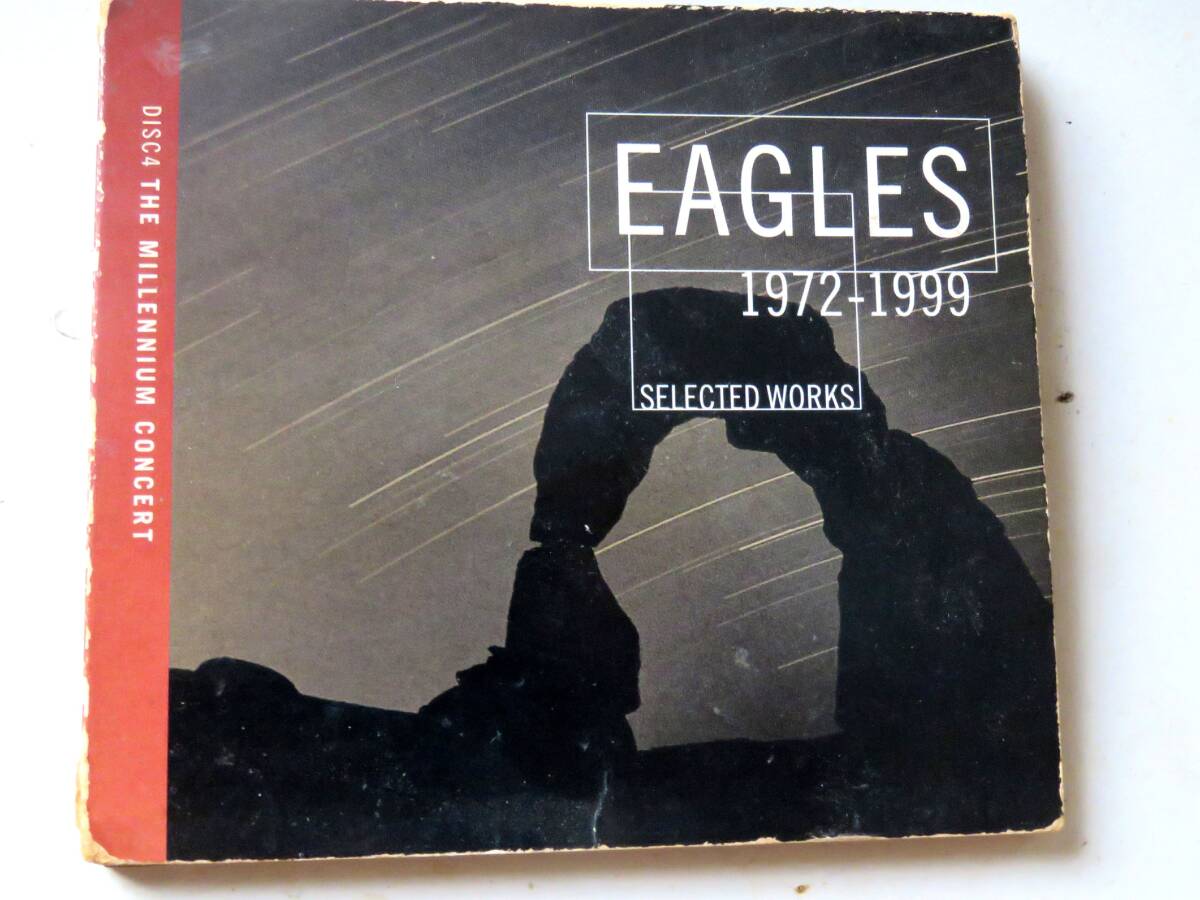 DISC4 THE MILLENNIUM CONCERT
EAGLES
1972-1999
SELECTED WORKS